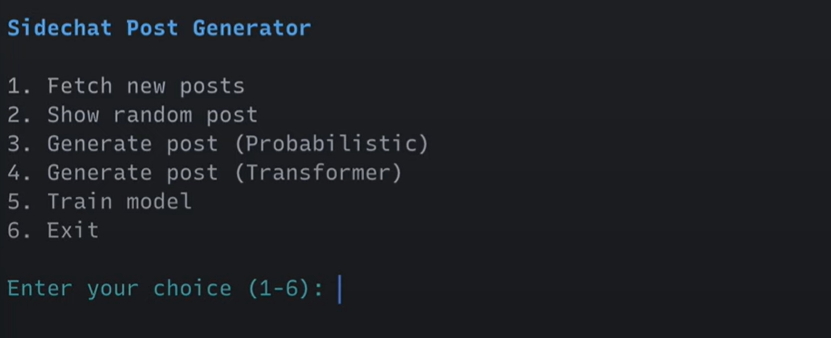 Sidechat Post Generator
1. Fetch new posts
2. Show random post
3. Generate post (Probabilistic)
4. Generate post (Transformer)
5. Train model
6. Exit
Enter your choice (1-6):